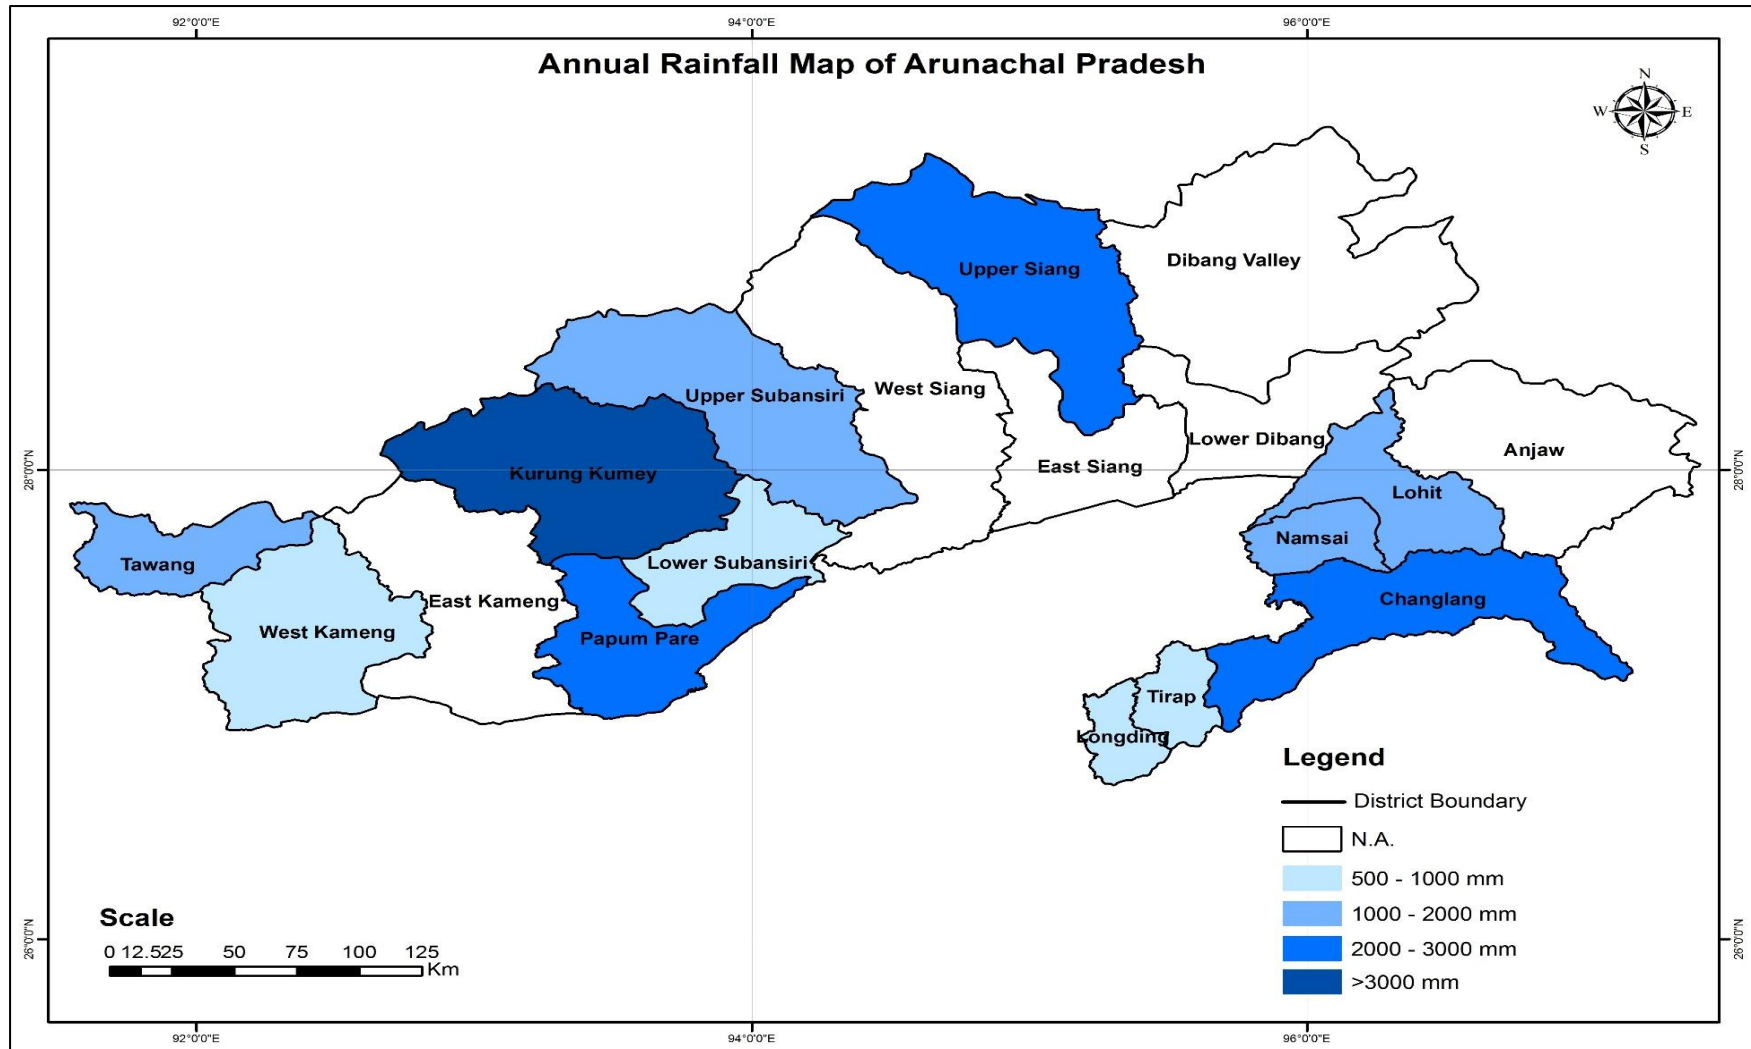 92°0'0"E 94°0'0"E 96°0'0"E
Annual Rainfall Map of Arunachal Pradesh
N
W E
S
Upper Siang
Dibang Valley
Upper Subansiri
West Siang
Lower Dibang
Anjaw
East Siang
28°0'0"N 28°0'0"N
Kurung Kumey
Lohit
Namsai
Tawang
Lower Subansiri
East Kameng
Changlang
West Kameng
Papum Pare
Tirap
Longding
Legend
District Boundary
N.A.
500 - 1000 mm
1000 - 2000 mm
2000 - 3000 mm
>3000 mm
Scale
0 12.525 50 75 100 125
Km
26°0'0"N 26°0'0"N
92°0'0"E 94°0'0"E 96°0'0"E